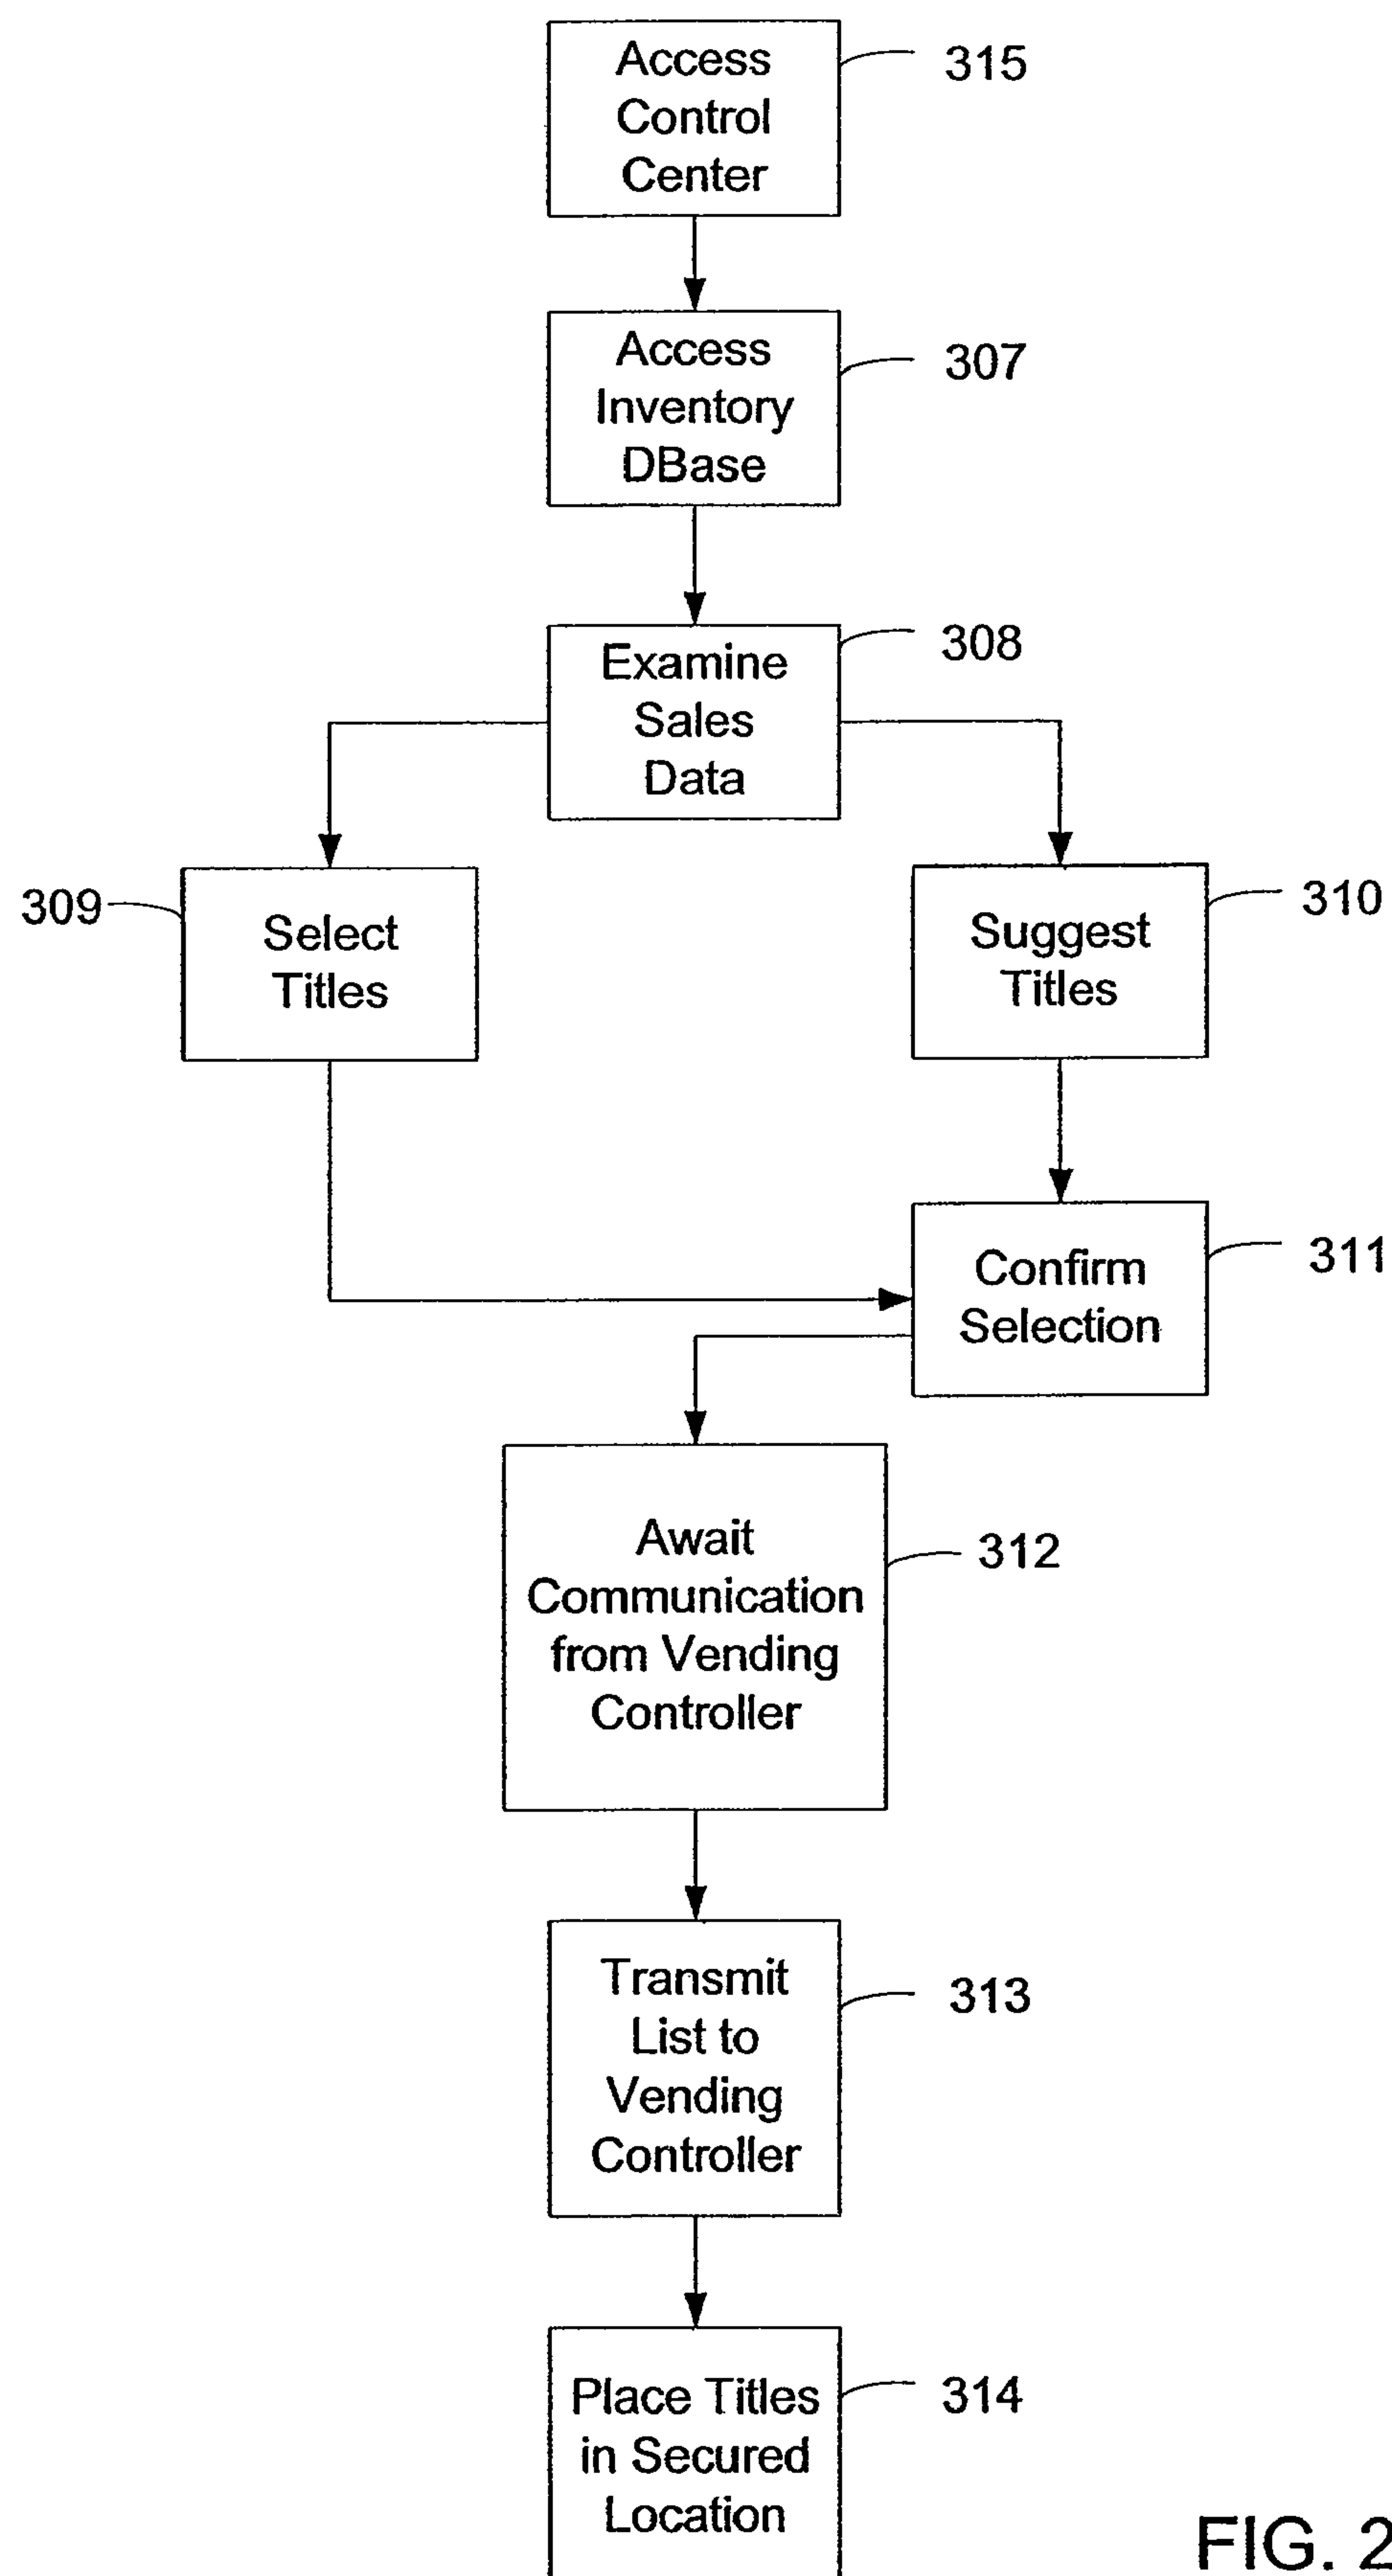 Access
Control
Center
315
Access
Inventory
DBase
307
Examine
Sales
Data
308
309
Select
Titles
Suggest
Titles
310
Confirm
Selection
311
Await
Communication
from Vending
Controller
312
Transmit
List to
Vending
Controller
313
Place Titles
in Secured
Location
314
FIG. 2